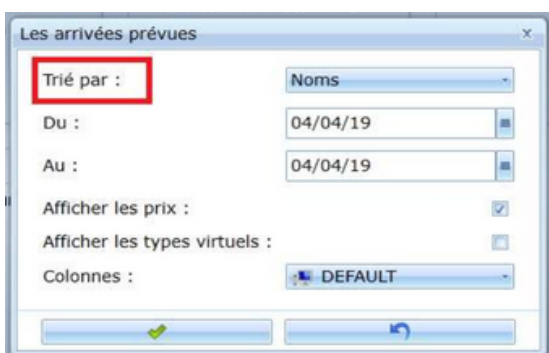 Les arrivées prévues x
Trié par : Noms
Du : 04/04/19
Au : 04/04/19
Afficher les prix :
Afficher les types virtuels :
Colonnes : DEFAULT